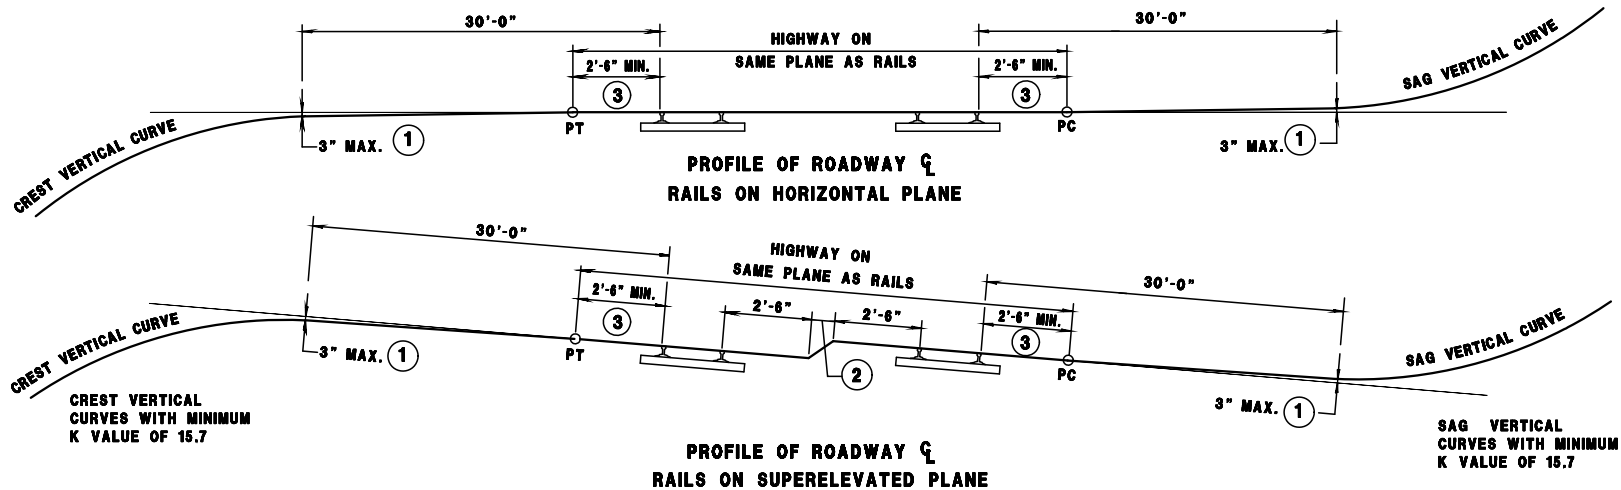 30'-0"
30'-0"
HIGHWAY ON
SAME PLANE AS RAILS
2'-6" MIN.
2'-6" MIN.
3
3
SAG VERTICAL CURVE
CREST VERTICAL CURVE
PT
PC
3" MAX. 1
3" MAX. 1
PROFILE OF ROADWAY ℄
RAILS ON HORIZONTAL PLANE
30'-0"
HIGHWAY ON
SAME PLANE AS RAILS
30'-0"
2'-6" MIN.
2'-6"
2'-6"
2'-6" MIN.
3
3
CREST VERTICAL CURVE
SAG VERTICAL CURVE
PT
PC
3" MAX. 1
2
3" MAX. 1
CREST VERTICAL
CURVES WITH MINIMUM
K VALUE OF 15.7
SAG VERTICAL
CURVES WITH MINIMUM
K VALUE OF 15.7
PROFILE OF ROADWAY ℄
RAILS ON SUPERELEVATED PLANE